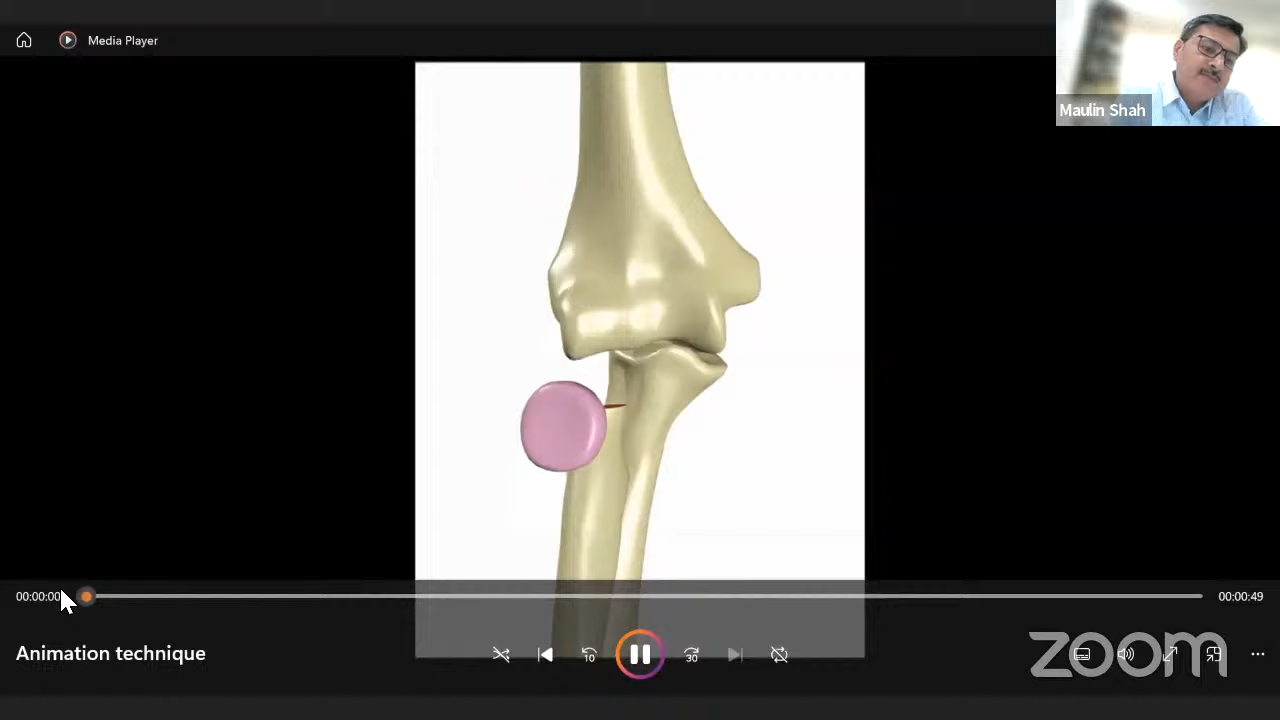 Media Player
Maulin Shah
00:00:00
00:00:49
Animation technique
10
30
zoom